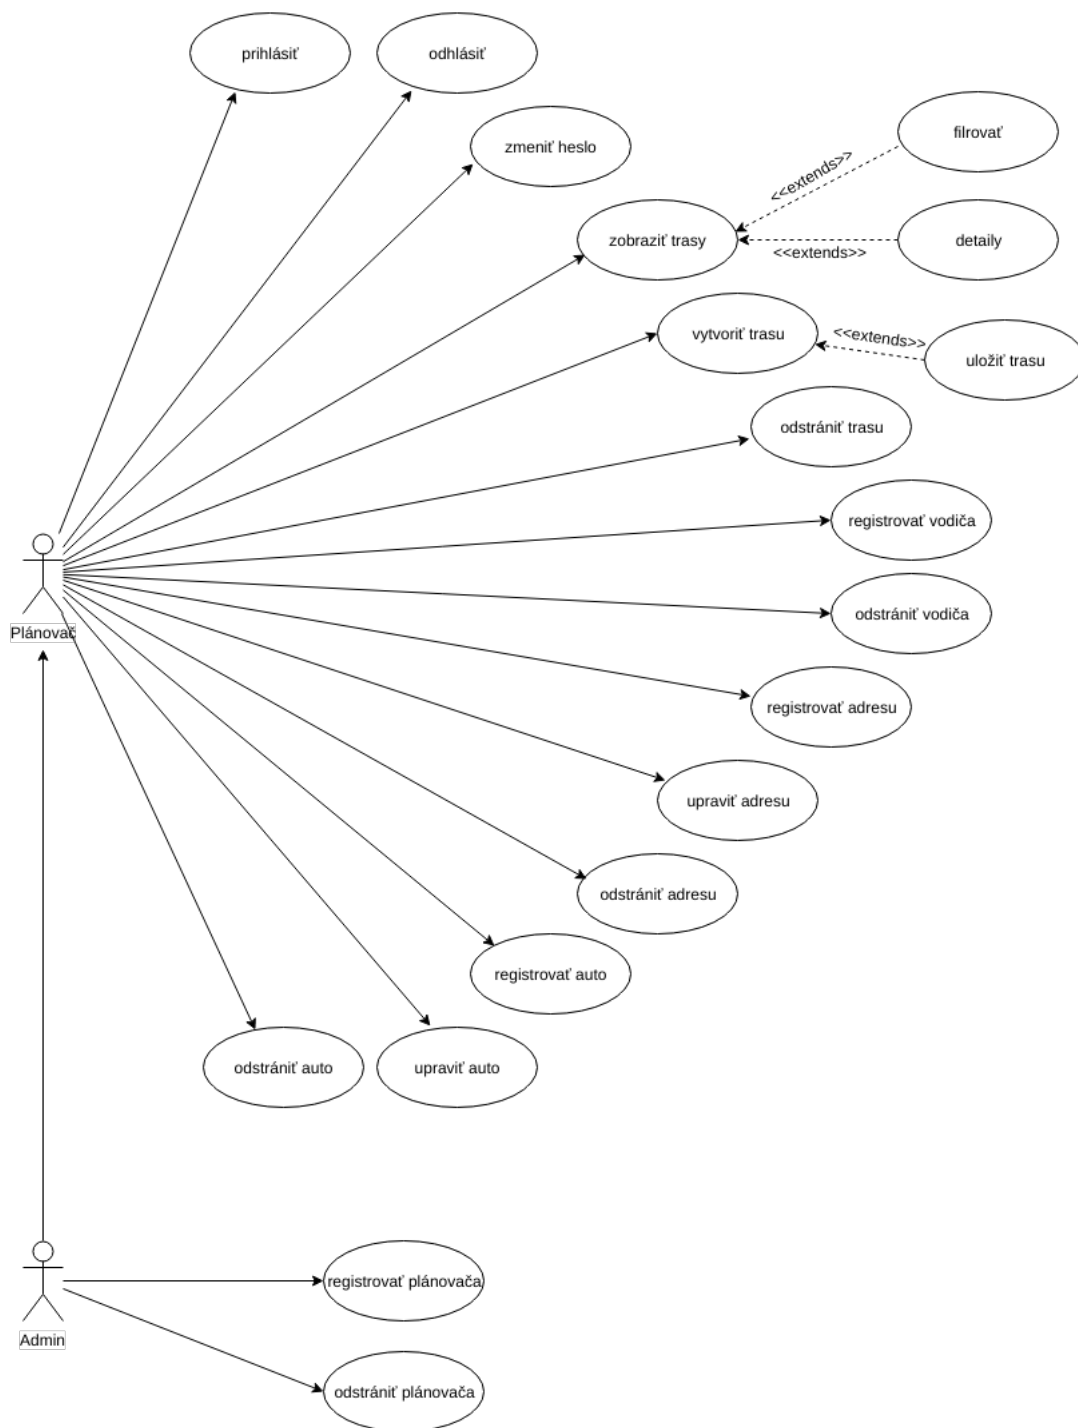 prihlásiť
odhlásiť
zmeniť heslo
filrovať
<<extends>>
zobraziť trasy
detaily
<<extends>>
vytvoriť trasu
<<extends>>
uložiť trasu
odstrániť trasu
registrovať vodiča
odstrániť vodiča
Plánovač
registrovať adresu
upraviť adresu
odstrániť adresu
registrovať auto
odstrániť auto
upraviť auto
registrovať plánovača
Admin
odstrániť plánovača